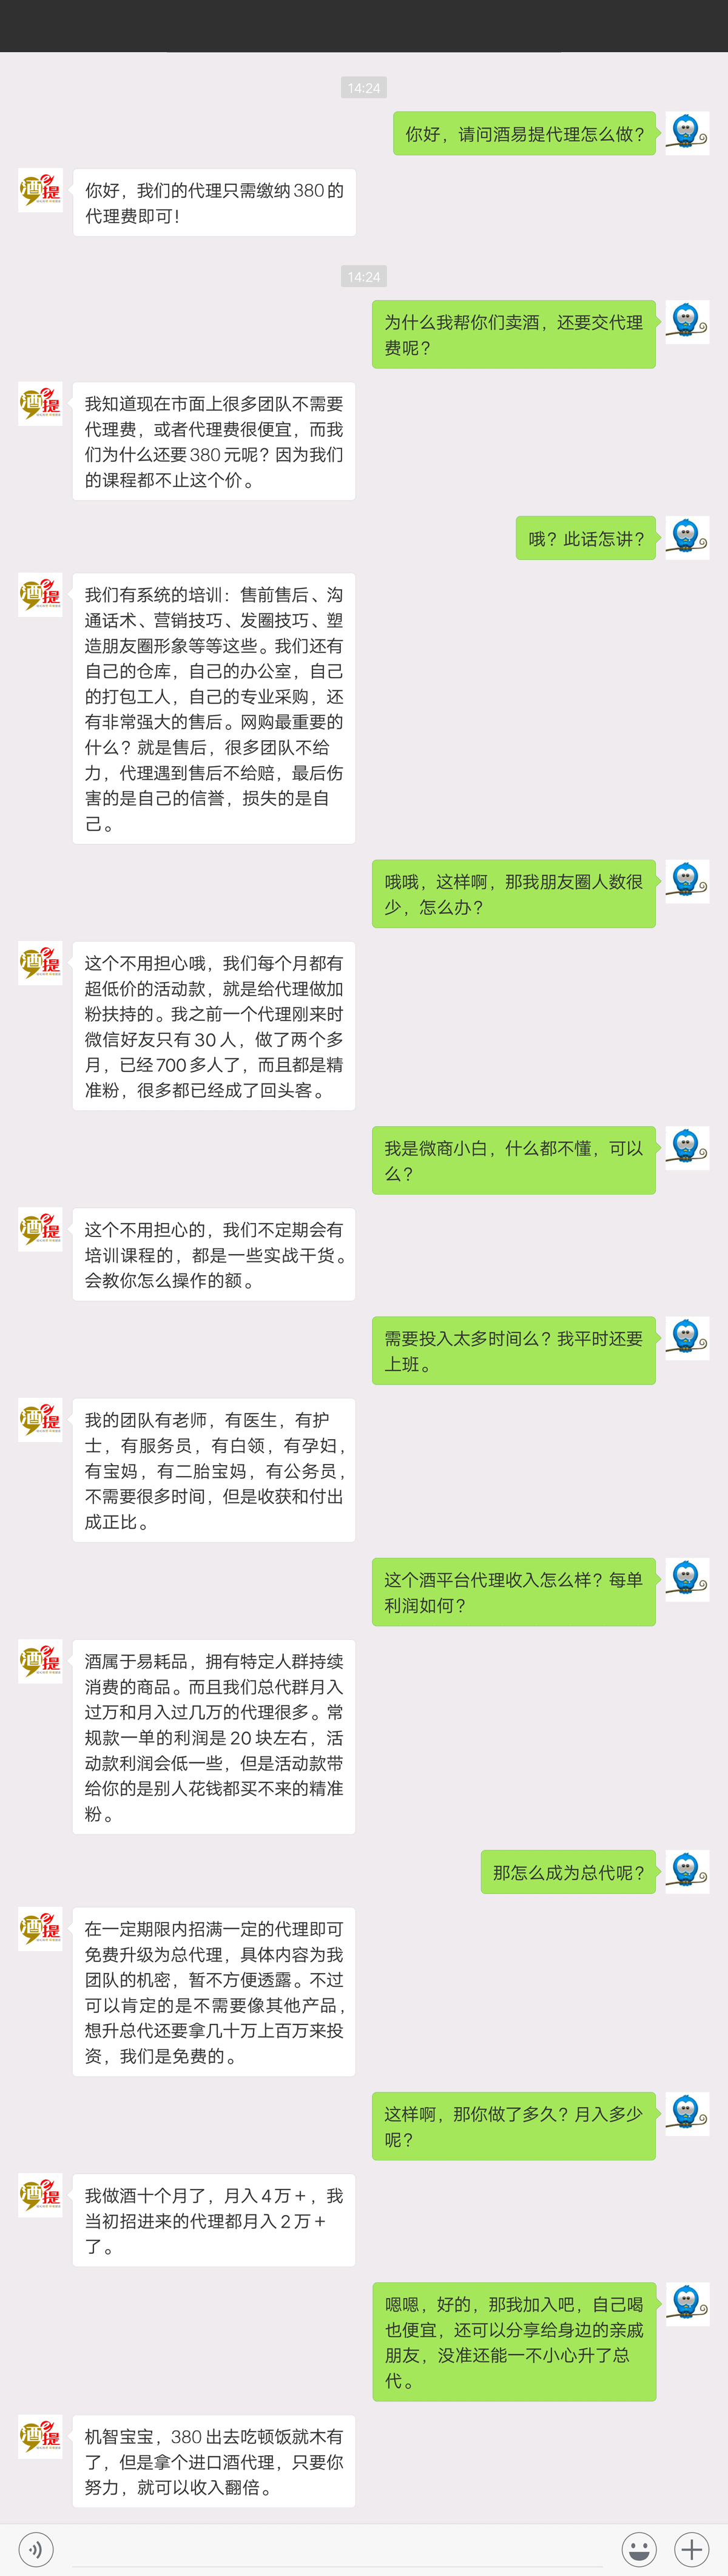 14:24
你好，请问酒易提代理怎么做？
你好，我们的代理只需缴纳380的
代理费即可！
14:24
为什么我帮你们卖酒，还要交代理
费呢？
我知道现在市面上很多团队不需要
代理费，或者代理费很便宜，而我
们为什么还要380元呢？因为我们
的课程都不止这个价。
哦？此话怎讲？
我们有系统的培训：售前售后、沟
通话术、营销技巧、发圈技巧、塑
造朋友圈形象等等这些。我们还有
自己的仓库，自己的办公室，自己
的打包工人，自己的专业采购，还
有非常强大的售后。网购最重要的
什么？就是售后，很多团队不给
力，代理遇到售后不给赔，最后伤
害的是自己的信誉，损失的是自
己。
哦哦，这样啊，那我朋友圈人数很
少，怎么办？
这个不用担心哦，我们每个月都有
超低价的活动款，就是给代理做加
粉扶持的。我之前一个代理刚来时
微信好友只有30人，做了两个多
月，已经700多人了，而且都是精
准粉，很多都已经成了回头客。
我是微商小白，什么都不懂，可以
么？
这个不用担心的，我们不定期会有
培训课程的，都是一些实战干货。
会教你怎么操作的额。
需要投入太多时间么？我平时还要
上班。
我的团队有老师，有医生，有护
士，有服务员，有白领，有孕妇，
有宝妈，有二胎宝妈，有公务员，
不需要很多时间，但是收获和付出
成正比。
这个酒平台代理收入怎么样？每单
利润如何？
酒属于易耗品，拥有特定人群持续
消费的商品。而且我们总代群月入
过万和月入过几万的代理很多。常
规款一单的利润是20块左右，活
动款利润会低一些，但是活动款带
给你的是别人花钱都买不来的精准
粉。
那怎么成为总代呢？
在一定期限内招满一定的代理即可
免费升级为总代理，具体内容为我
团队的机密，暂不方便透露。不过
可以肯定的是不需要像其他产品，
想升总代还要拿几十万上百万来投
资，我们是免费的。
这样啊，那你做了多久？月入多少
呢？
我做酒十个月了，月入4万+，我
当初招进来的代理都月入2万+
了。
嗯嗯，好的，那我加入吧，自己喝
也便宜，还可以分享给身边的亲戚
朋友，没准还能一不小心升了总
代。
机智宝宝，380出去吃顿饭就木有
了，但是拿个进口酒代理，只要你
努力，就可以收入翻倍。